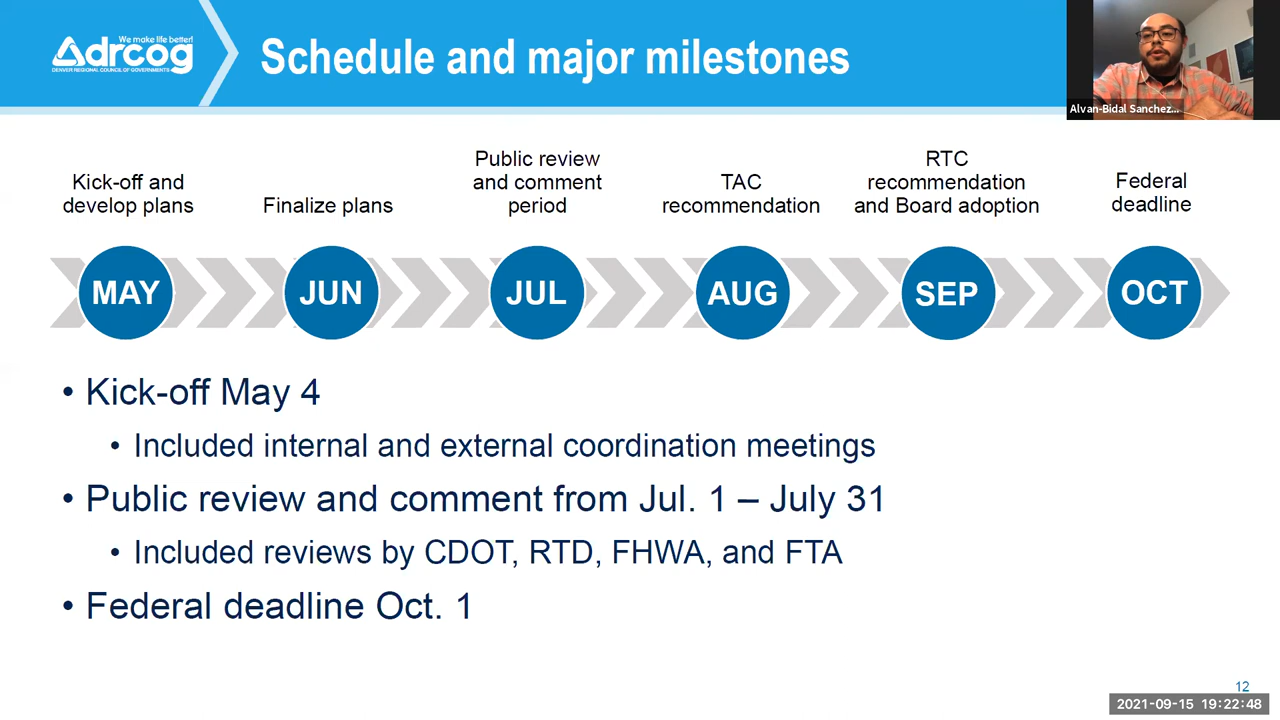 We make life better!
drcog
DENVER REGIONAL COUNCIL OF GOVERNMENTS
Schedule and major milestones
Alvan-Bidal Sanchez...
Kick-off and
develop plans
Finalize plans
Public review
and comment
period
TAC
recommendation
RTC
recommendation
and Board adoption
Federal
deadline
MAY
JUN
JUL
AUG
SEP
OCT
• Kick-off May 4
• Included internal and external coordination meetings
• Public review and comment from Jul. 1 – July 31
• Included reviews by CDOT, RTD, FHWA, and FTA
• Federal deadline Oct. 1
12
2021-09-15 19:22:48